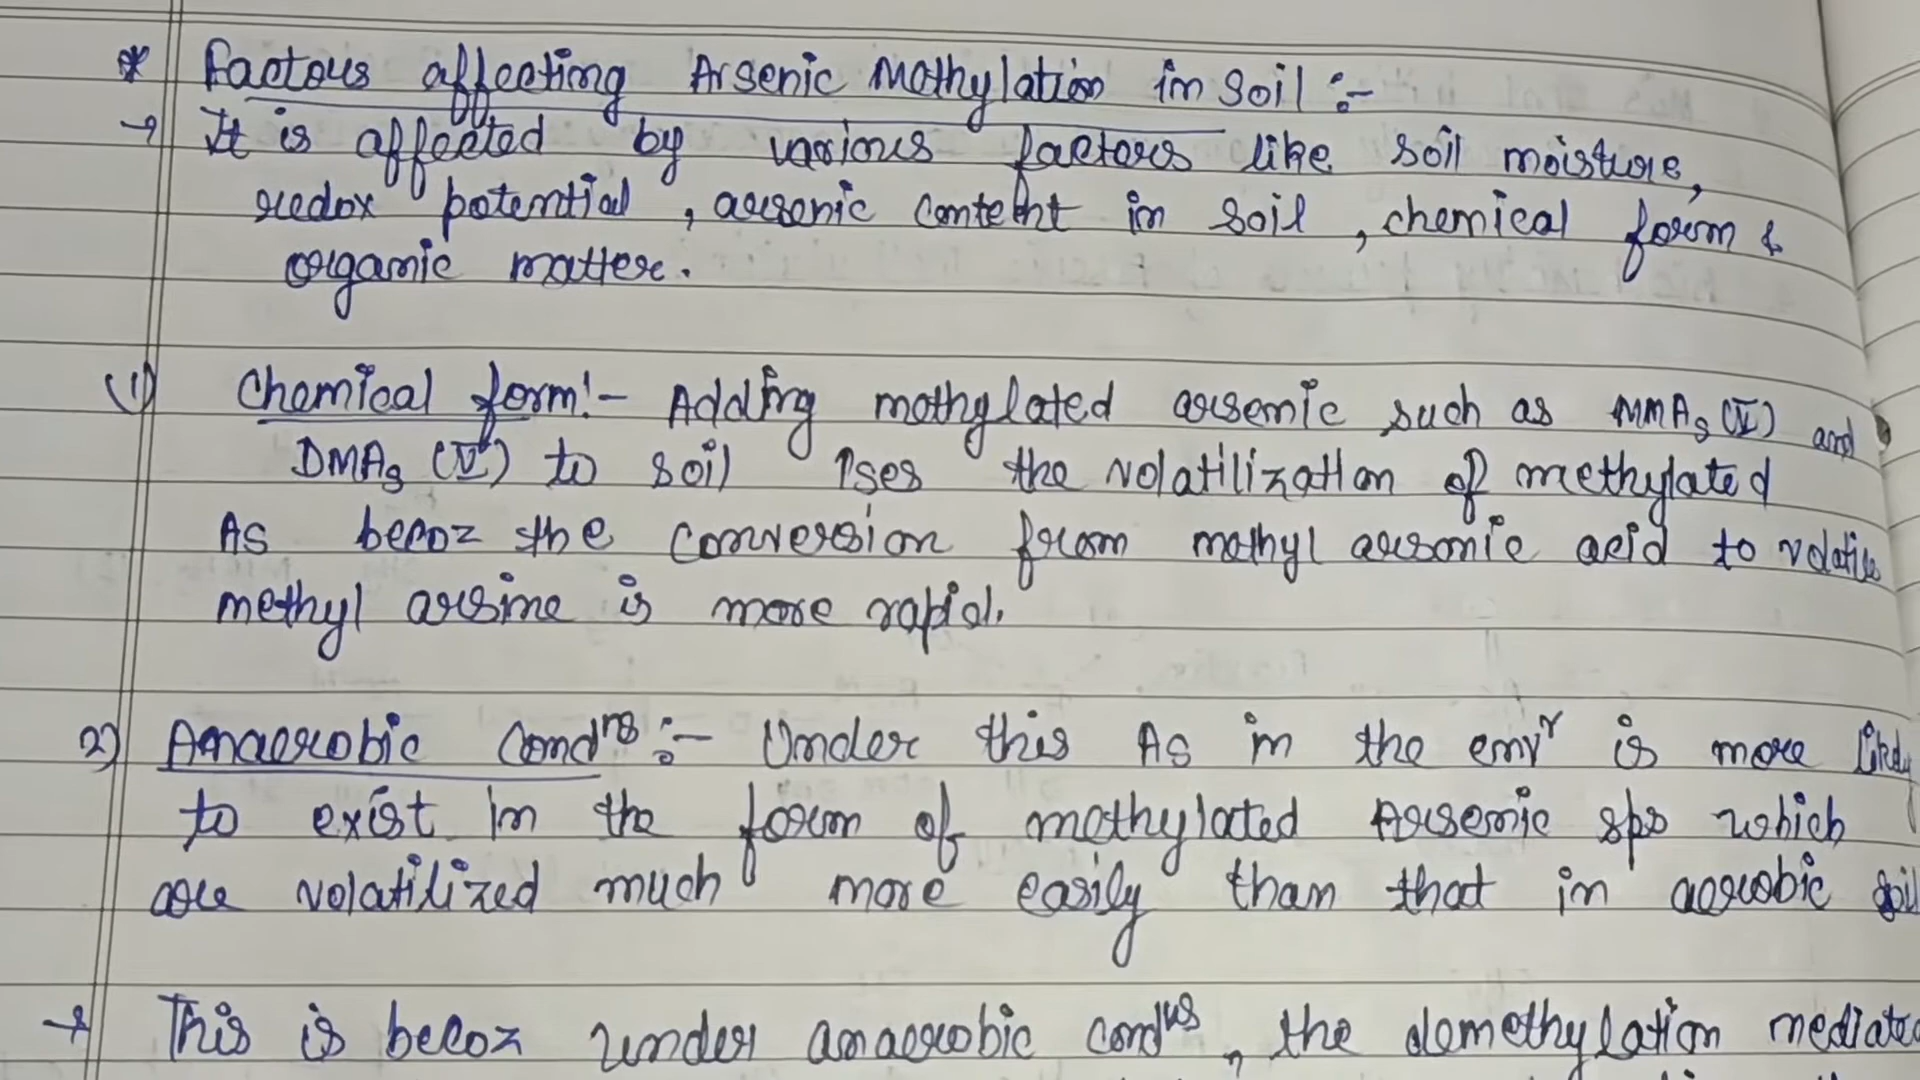 * Factors affecting Arsenic Methylation in Soil :-
→ It is affected by various factors like soil moisture,
redox potential, arsenic content in soil, chemical form &
organic matter.
(1) Chemical form:- Adding methylated arsenic such as MMAs (V) and
DMAs (V) to soil ↑ses the volatilization of methylated
As becoz the conversion from methyl arsonic acid to volatile
methyl arsine is more rapid.
2) Anaerobic Condns :- Under this As in the envr is more likely
to exist in the form of methylated Arsenic sps which
are volatilized much more easily than that in aerobic soil
→ This is becoz under anaerobic condns, the demethylation mediated